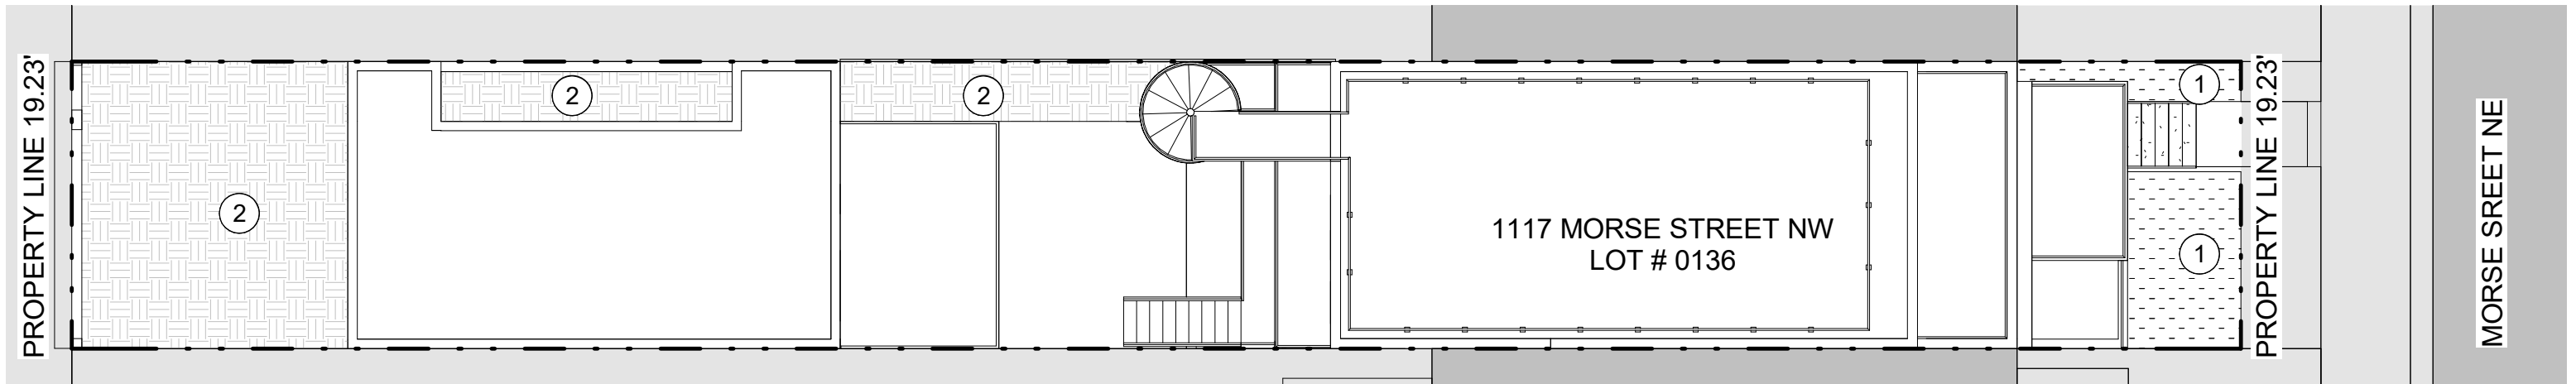 PROPERTY LINE 19.23'
2
2
2
1117 MORSE STREET NW
LOT # 0136
1
1
PROPERTY LINE 19.23'
MORSE SREET NE